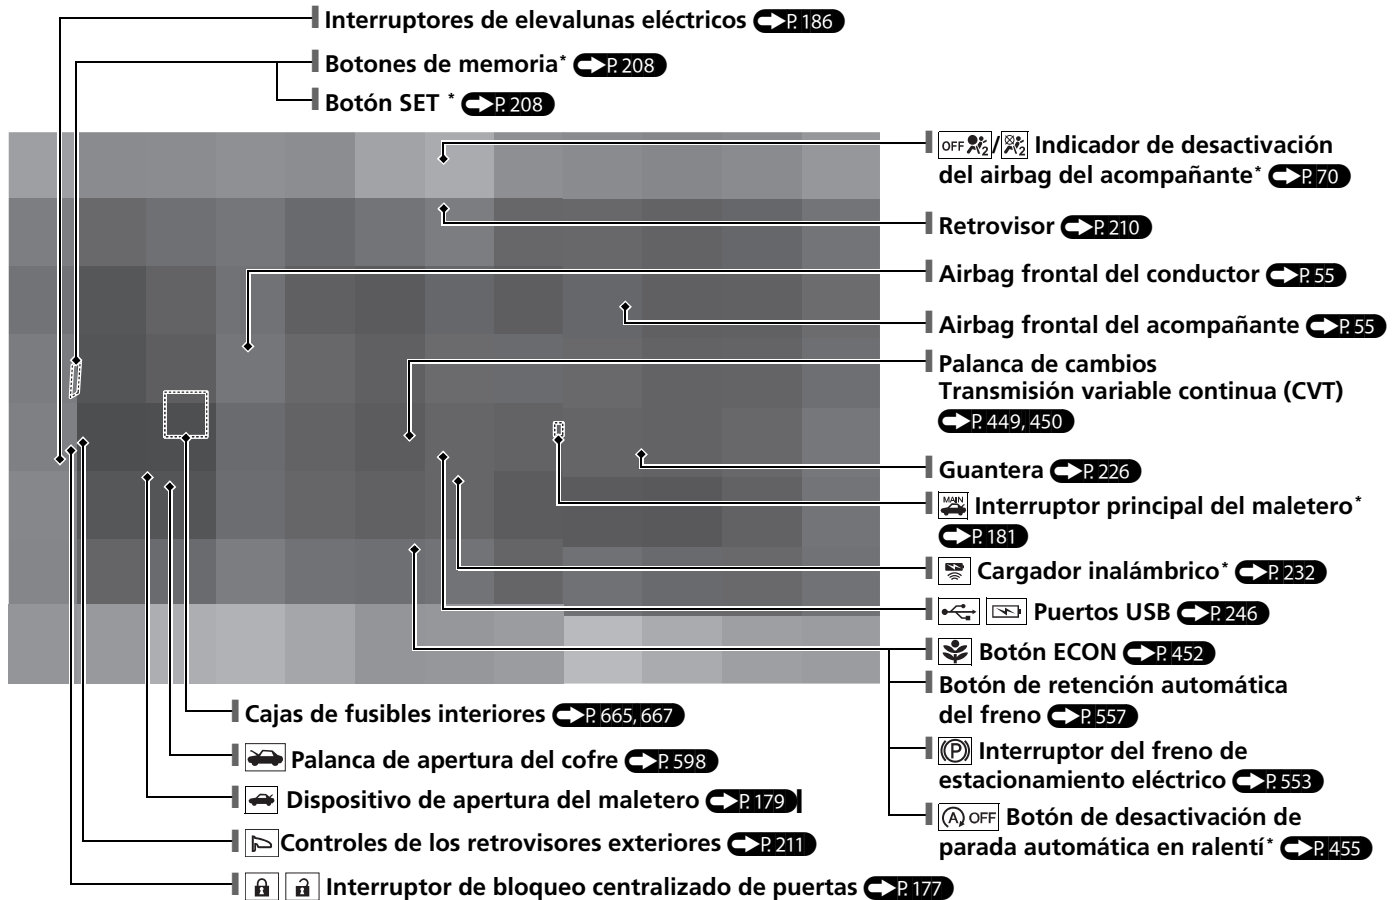 Interruptores de elevalunas eléctricos P. 186
Botones de memoria* P. 208
Botón SET * P. 208
OFF 2 / 2 Indicador de desactivación
del airbag del acompañante* P. 70
Retrovisor P. 210
Airbag frontal del conductor P. 55
Airbag frontal del acompañante P. 55
Palanca de cambios
Transmisión variable continua (CVT)
P. 449, 450
Guantera P. 226
MAIN Interruptor principal del maletero*
P. 181
Cargador inalámbrico* P. 232
Puertos USB P. 246
Botón ECON P. 452
Botón de retención automática
del freno P. 557
(P) Interruptor del freno de
estacionamiento eléctrico P. 553
(A) OFF Botón de desactivación de
parada automática en ralentí* P. 455
Cajas de fusibles interiores P. 665, 667
Palanca de apertura del cofre P. 598
Dispositivo de apertura del maletero P. 179
Controles de los retrovisores exteriores P. 211
Interruptor de bloqueo centralizado de puertas P. 177